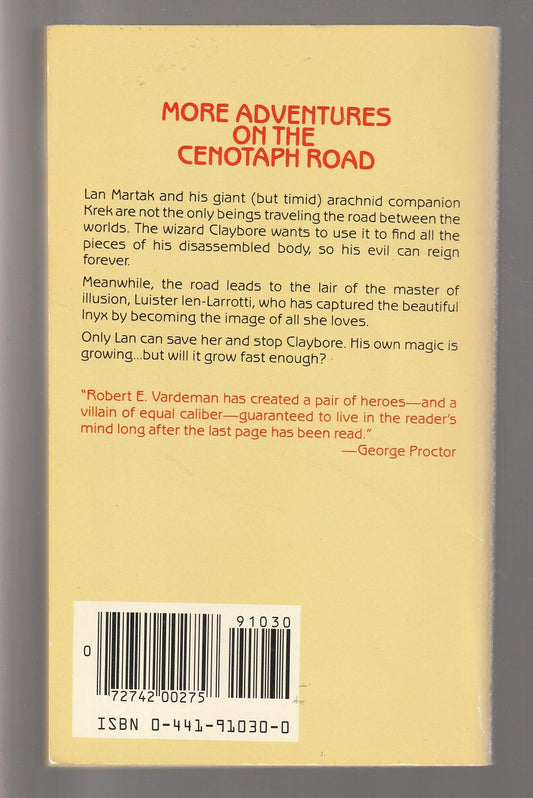 MORE ADVENTURES
ON THE
CENOTAPH ROAD
Lan Martak and his giant (but timid) arachnid companion
Krek are not the only beings traveling the road between the
worlds. The wizard Claybore wants to use it to find all the
pieces of his disassembled body, so his evil can reign
forever.
Meanwhile, the road leads to the lair of the master of
illusion, Luister len-Larrotti, who has captured the beautiful
Inyx by becoming the image of all she loves.
Only Lan can save her and stop Claybore. His own magic is
growing...but will it grow fast enough?
"Robert E. Vardeman has created a pair of heroes—and a
villain of equal caliber—guaranteed to live in the reader's
mind long after the last page has been read."
—George Proctor
91030
0
72742 00275
ISBN 0-441-91030-0